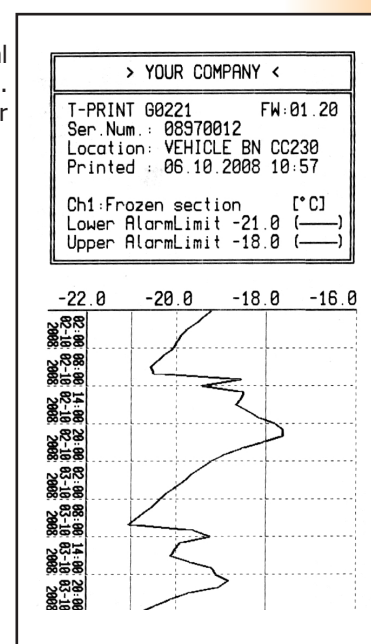 > YOUR COMPANY <
T-PRINT G0221 FW:01.20
Ser.Num.: 08970012
Location: VEHICLE BN CC230
Printed : 06.10.2008 10:57
Ch1:Frozen section [°C]
Lower AlarmLimit -21.0 (——)
Upper AlarmLimit -18.0 (——)
-22.0 -20.0 -18.0 -16.0
02:00 08:00 14:00 20:00 02:00 08:00 14:00 20:00
02-10 02-10 02-10 02-10 03-10 03-10 03-10 03-10
2008 2008 2008 2008 2008 2008 2008 2008